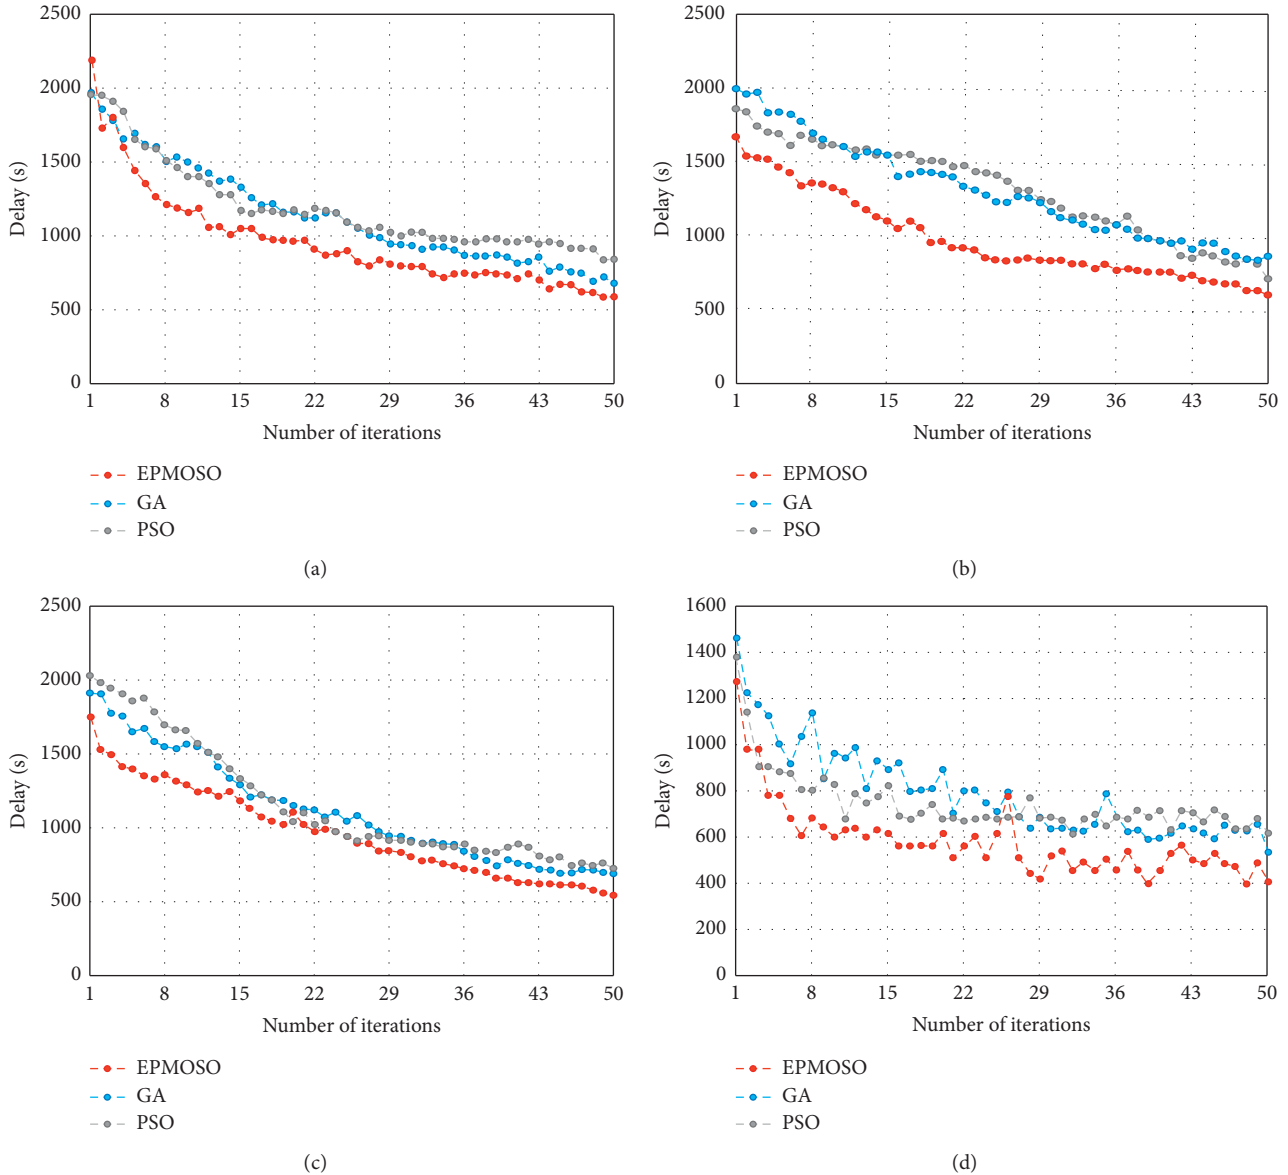 2500
2000
1500
1000
500
0
Delay (s)
1 8 15 22 29 36 43 50
Number of iterations
EPMOSO
GA
PSO
(a)
2500
2000
1500
1000
500
0
Delay (s)
1 8 15 22 29 36 43 50
Number of iterations
EPMOSO
GA
PSO
(b)
2500
2000
1500
1000
500
0
Delay (s)
1 8 15 22 29 36 43 50
Number of iterations
EPMOSO
GA
PSO
(c)
1600
1400
1200
1000
800
600
400
200
0
Delay (s)
1 8 15 22 29 36 43 50
Number of iterations
EPMOSO
GA
PSO
(d)